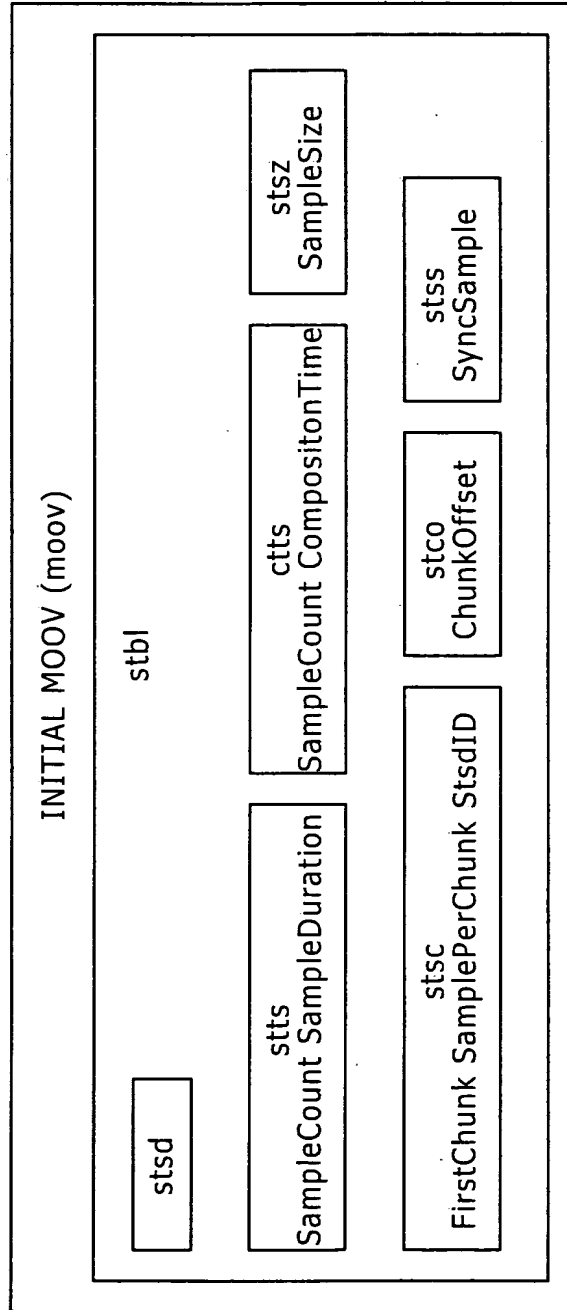 INITIAL MOOV (moov)
stbl
stsd
stts
SampleCount SampleDuration
ctts
SampleCount CompositonTime
stsz
SampleSize
stsc
FirstChunk SamplePerChunk StsdID
stco
ChunkOffset
stss
SyncSample